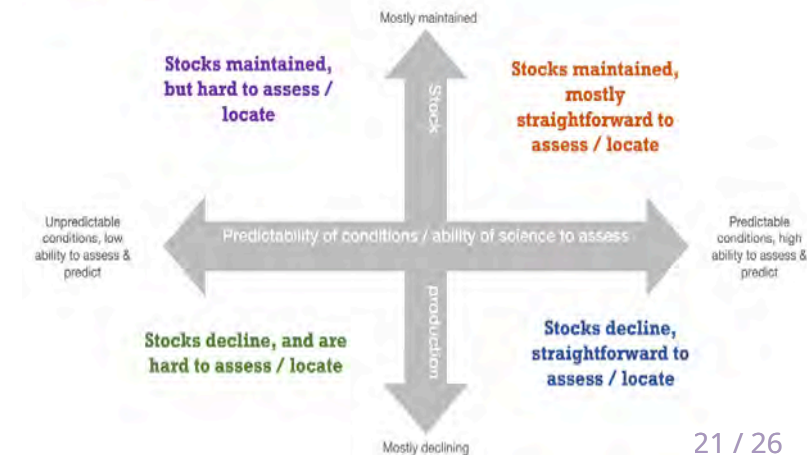 Mostly maintained
Stocks maintained,
but hard to assess /
locate
Stocks maintained,
mostly
straightforward to
assess / locate
Stock
Unpredictable
conditions, low
ability to assess &
predict
Predictability of conditions / ability of science to assess
Predictable
conditions, high
ability to assess &
predict
production
Stocks decline, and are
hard to assess / locate
Stocks decline,
straightforward to
assess / locate
Mostly declining
21 / 26